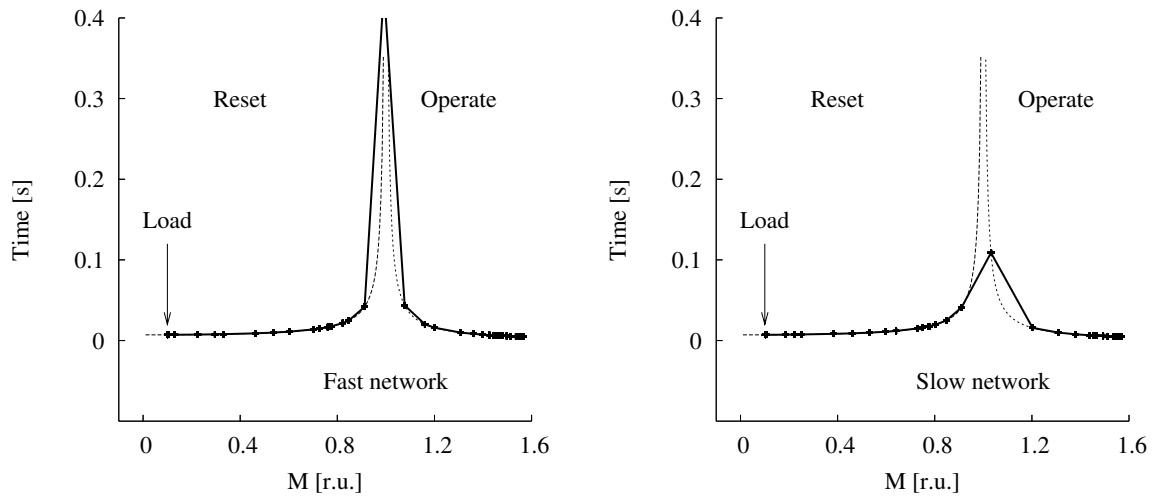 0.4
0.3
0.2
0.1
0
Time [s]
Reset
Operate
Load
Fast network
0 0.4 0.8 1.2 1.6
M [r.u.]
0.4
0.3
0.2
0.1
0
Time [s]
Reset
Operate
Load
Slow network
0 0.4 0.8 1.2 1.6
M [r.u.]